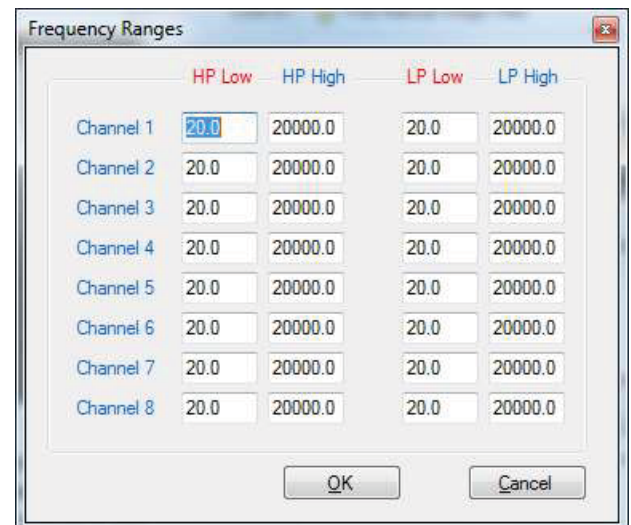 Frequency Ranges
HP Low HP High LP Low LP High
Channel 1 20.0 20000.0 20.0 20000.0
Channel 2 20.0 20000.0 20.0 20000.0
Channel 3 20.0 20000.0 20.0 20000.0
Channel 4 20.0 20000.0 20.0 20000.0
Channel 5 20.0 20000.0 20.0 20000.0
Channel 6 20.0 20000.0 20.0 20000.0
Channel 7 20.0 20000.0 20.0 20000.0
Channel 8 20.0 20000.0 20.0 20000.0
OK Cancel